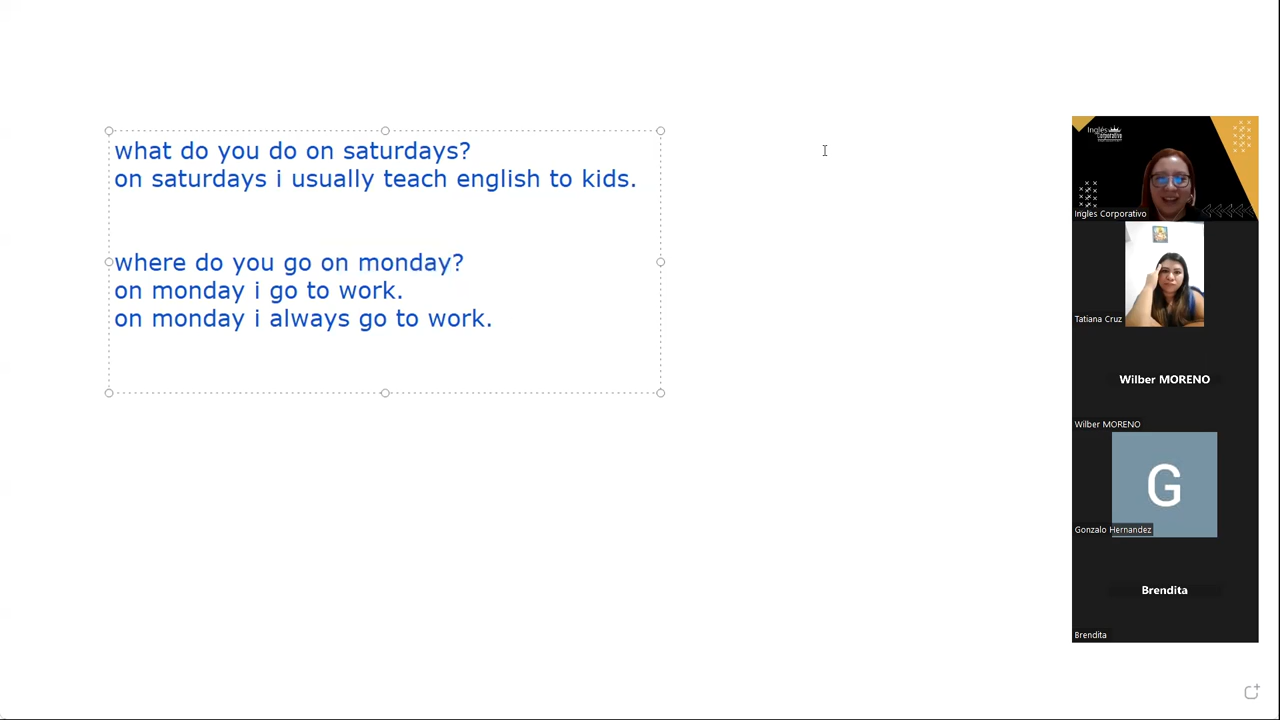 what do you do on saturdays?
on saturdays i usually teach english to kids.
where do you go on monday?
on monday i go to work.
on monday i always go to work.
Inglés
Corporativo
Ingles Corporativo
Tatiana Cruz
Wilber MORENO
Wilber MORENO
G
Gonzalo Hernandez
Brendita
Brendita